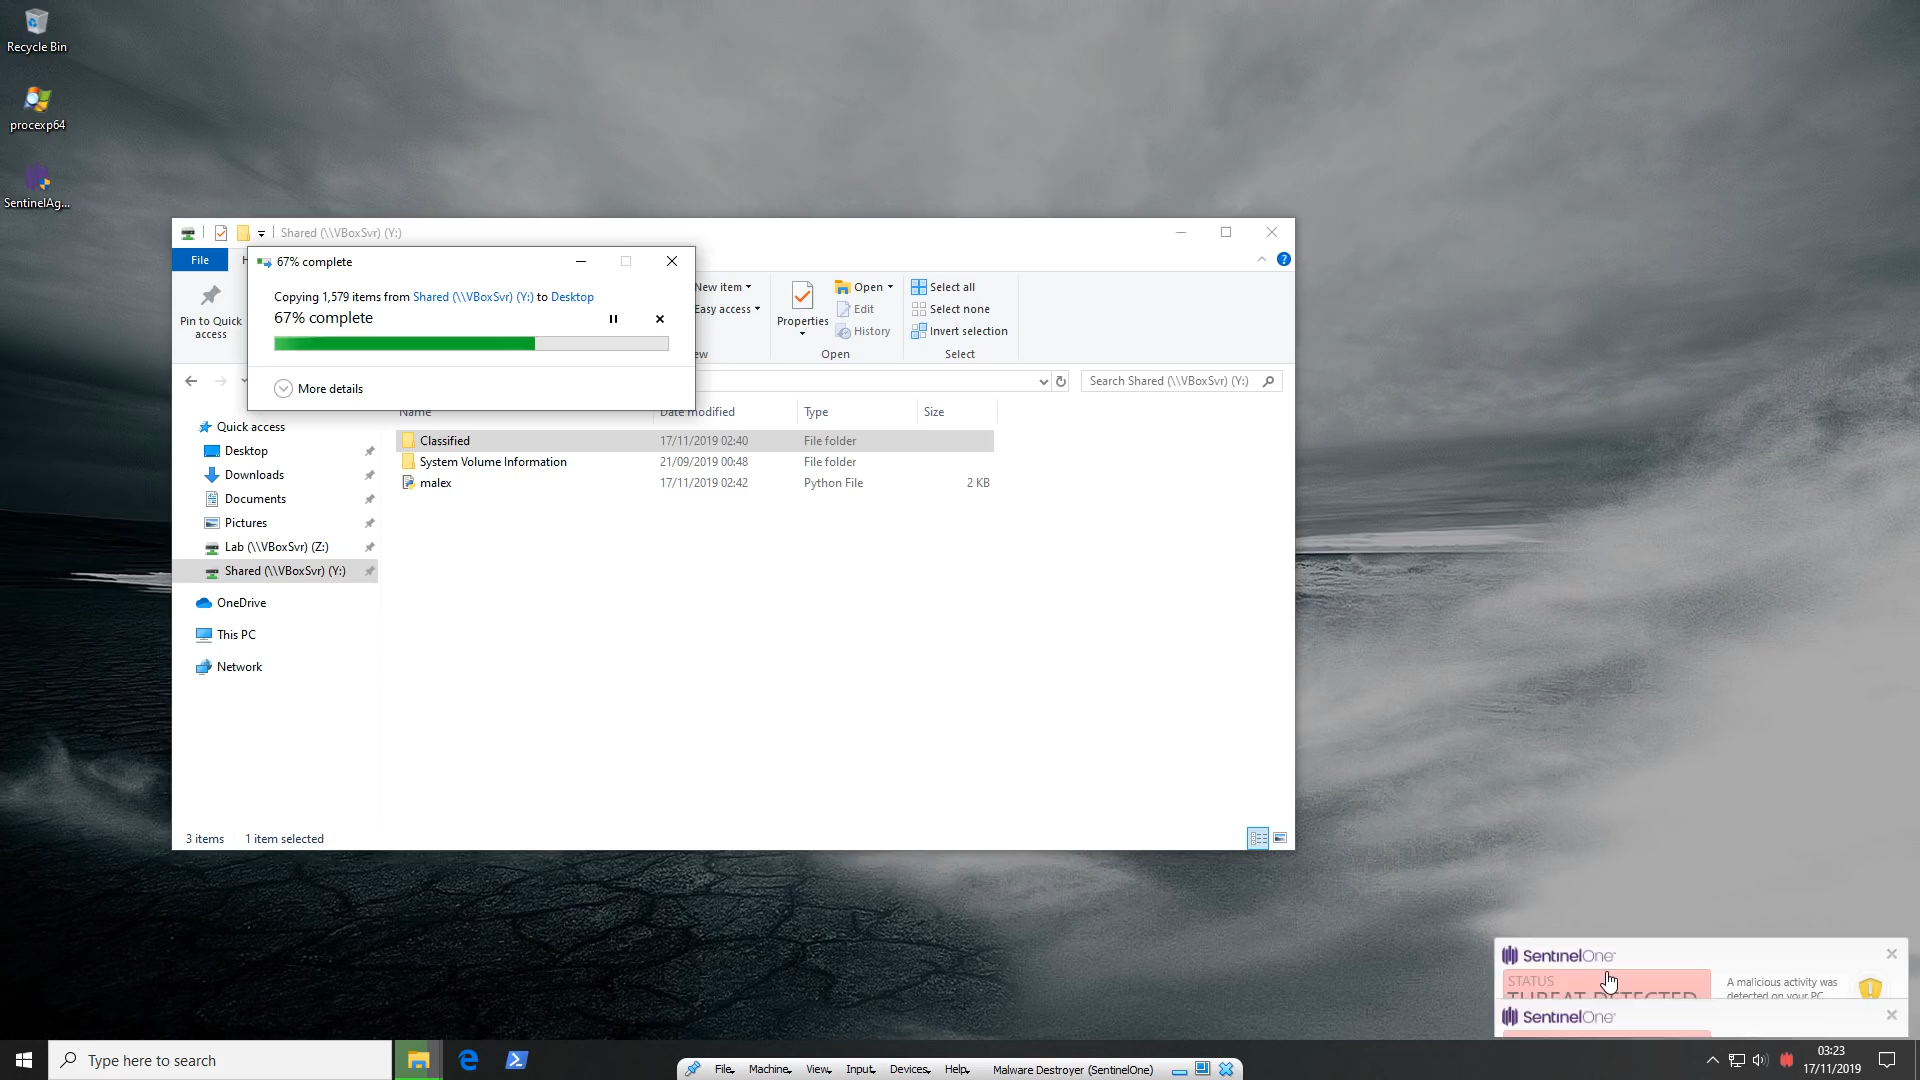 Recycle Bin
procexp64
SentinelAg...
Shared (\\VBoxSvr) (Y:)
File
67% complete
Copying 1,579 items from Shared (\\VBoxSvr) (Y:) to Desktop
67% complete
More details
Pin to Quick access
New item
Easy access
Properties
Open
Edit
History
Open
Select all
Select none
Invert selection
Select
Search Shared (\\VBoxSvr) (Y:)
Name
Date modified
Type
Size
Quick access
Desktop
Downloads
Documents
Pictures
Lab (\\VBoxSvr) (Z:)
Shared (\\VBoxSvr) (Y:)
OneDrive
This PC
Network
Classified 17/11/2019 02:40 File folder
System Volume Information 21/09/2019 00:48 File folder
malex 17/11/2019 02:42 Python File 2 KB
3 items 1 item selected
SentinelOne
STATUS
THREAT DETECTED
A malicious activity was
detected on your PC
SentinelOne
Type here to search
File Machine View Input Devices Help Malware Destroyer (SentinelOne)
03:23
17/11/2019